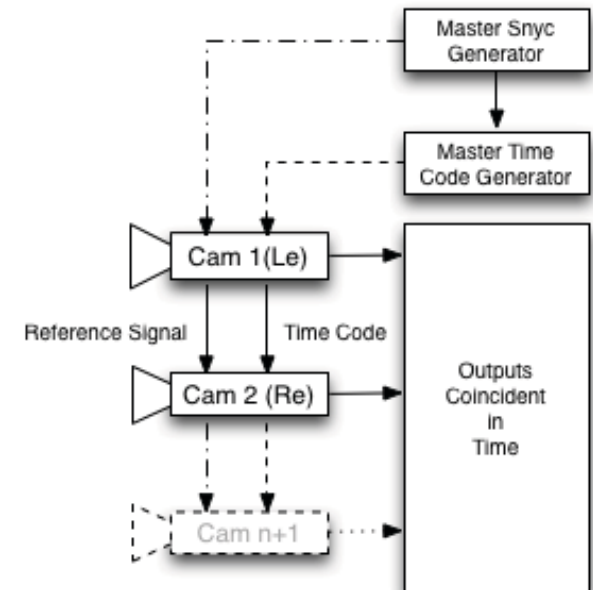 Master Snyc
Generator
Master Time
Code Generator
Cam 1(Le)
Reference Signal
Time Code
Cam 2 (Re)
Outputs
Coincident
in
Time
Cam n+1